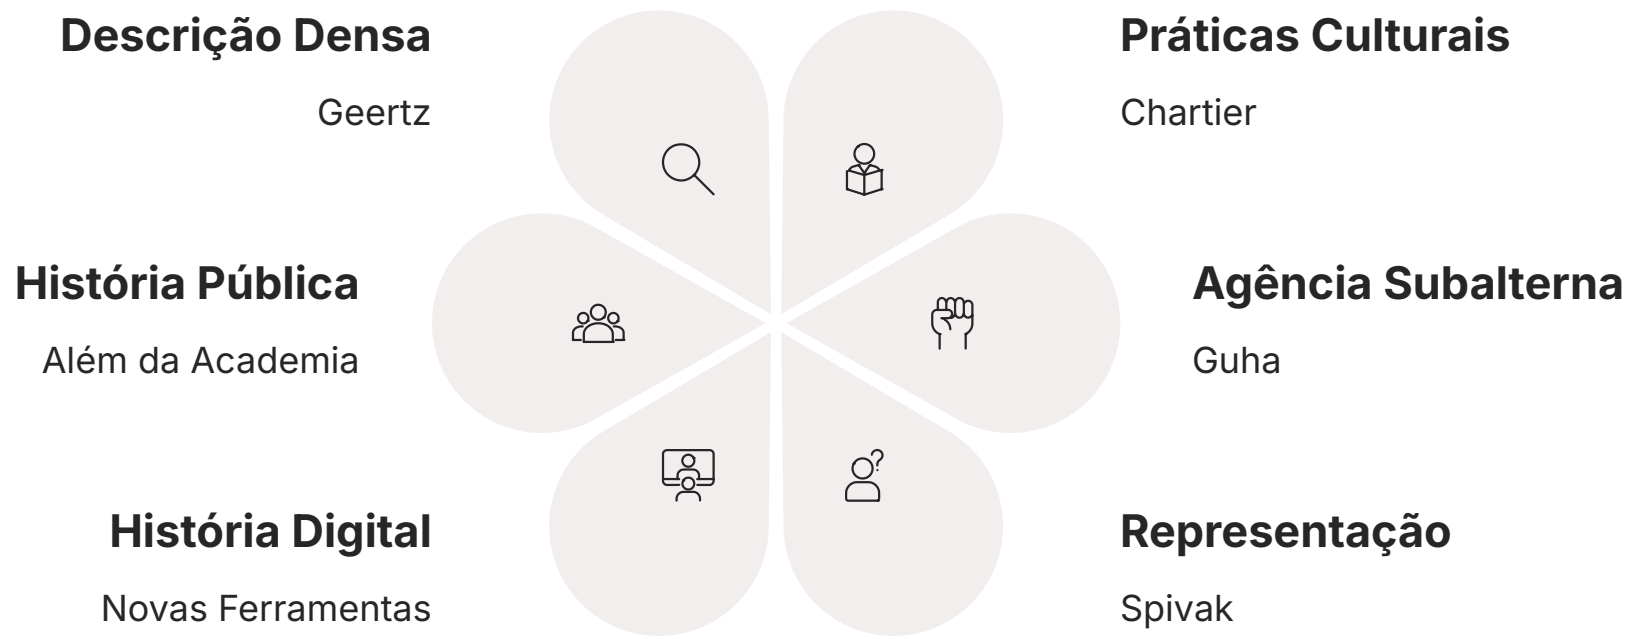 Descrição Densa
Geertz
Práticas Culturais
Chartier
História Pública
Além da Academia
Agência Subalterna
Guha
História Digital
Novas Ferramentas
Representação
Spivak